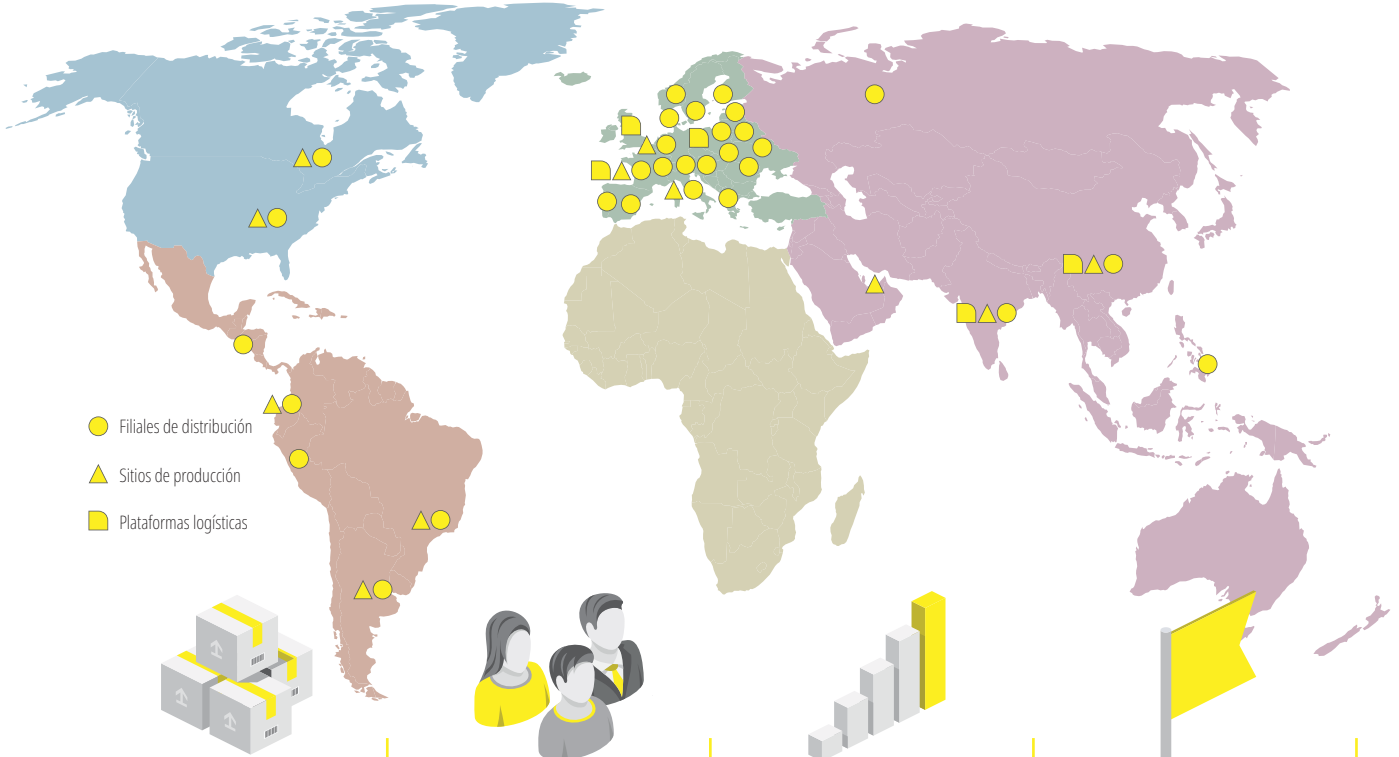 Filiales de distribución
Sitios de producción
Plataformas logísticas